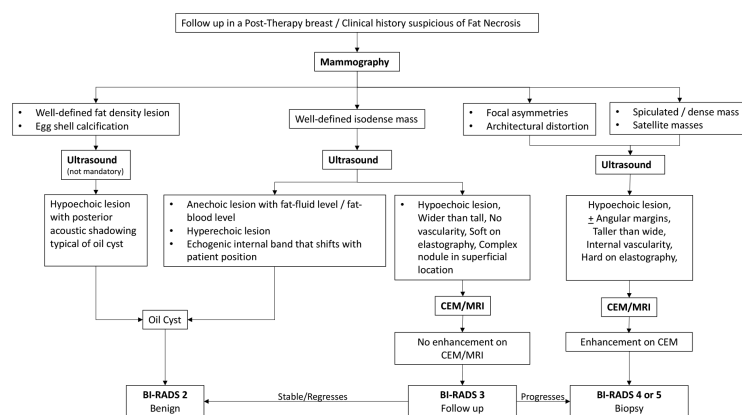 Follow up in a Post-Therapy breast / Clinical history suspicious of Fat Necrosis
Mammography
• Well-defined fat density lesion
• Egg shell calcification
Well-defined isodense mass
• Focal asymmetries
• Architectural distortion
• Spiculated / dense mass
• Satellite masses
Ultrasound
(not mandatory)
Ultrasound
Ultrasound
Hypoechoic lesion
with posterior
acoustic shadowing
typical of oil cyst
• Anechoic lesion with fat-fluid level / fat-
blood level
• Hyperechoic lesion
• Echogenic internal band that shifts with
patient position
• Hypoechoic lesion,
Wider than tall, No
vascularity, Soft on
elastography, Complex
nodule in superficial
location
Hypoechoic lesion,
+ Angular margins,
Taller than wide,
Internal vascularity,
Hard on elastography,
CEM/MRI
CEM/MRI
Oil Cyst
No enhancement on
CEM/MRI
Enhancement on CEM
BI-RADS 2
Benign
Stable/Regresses
BI-RADS 3
Follow up
Progresses
BI-RADS 4 or 5
Biopsy